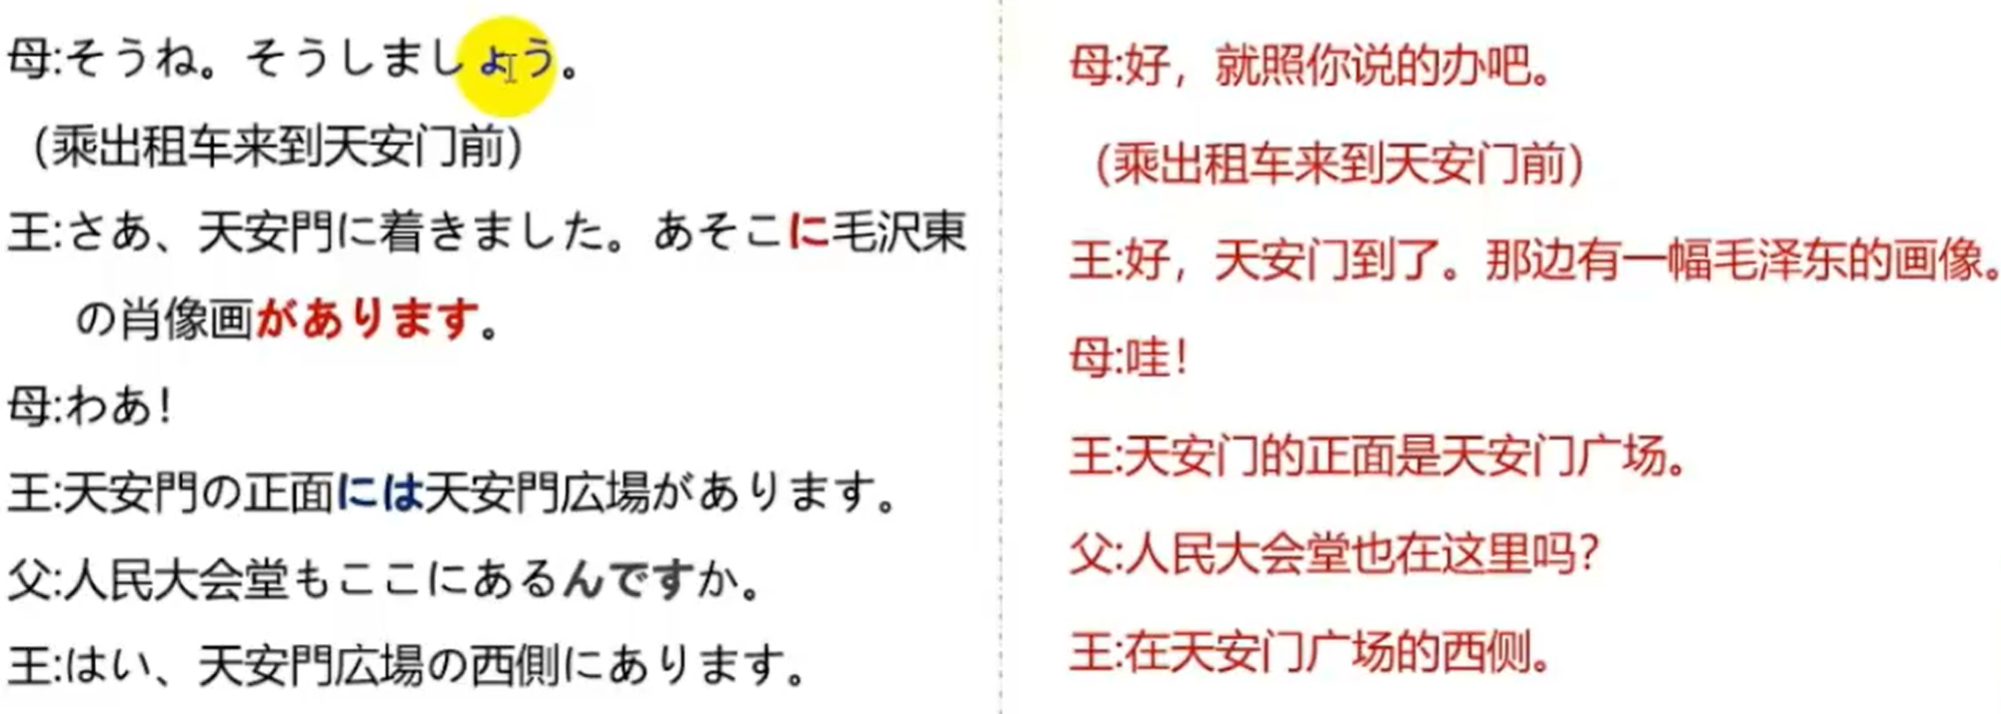 母:そうね。そうしましょう。
（乘出租车来到天安门前）
王:さあ、天安門に着きました。あそこに毛沢東
の肖像画があります。
母:わあ！
王:天安門の正面には天安門広場があります。
父:人民大会堂もここにあるんですか。
王:はい、天安門広場の西側にあります。
母:好，就照你说的办吧。
（乘出租车来到天安门前）
王:好，天安门到了。那边有一幅毛泽东的画像。
母:哇！
王:天安门的正面是天安门广场。
父:人民大会堂也在这里吗？
王:在天安门广场的西侧。